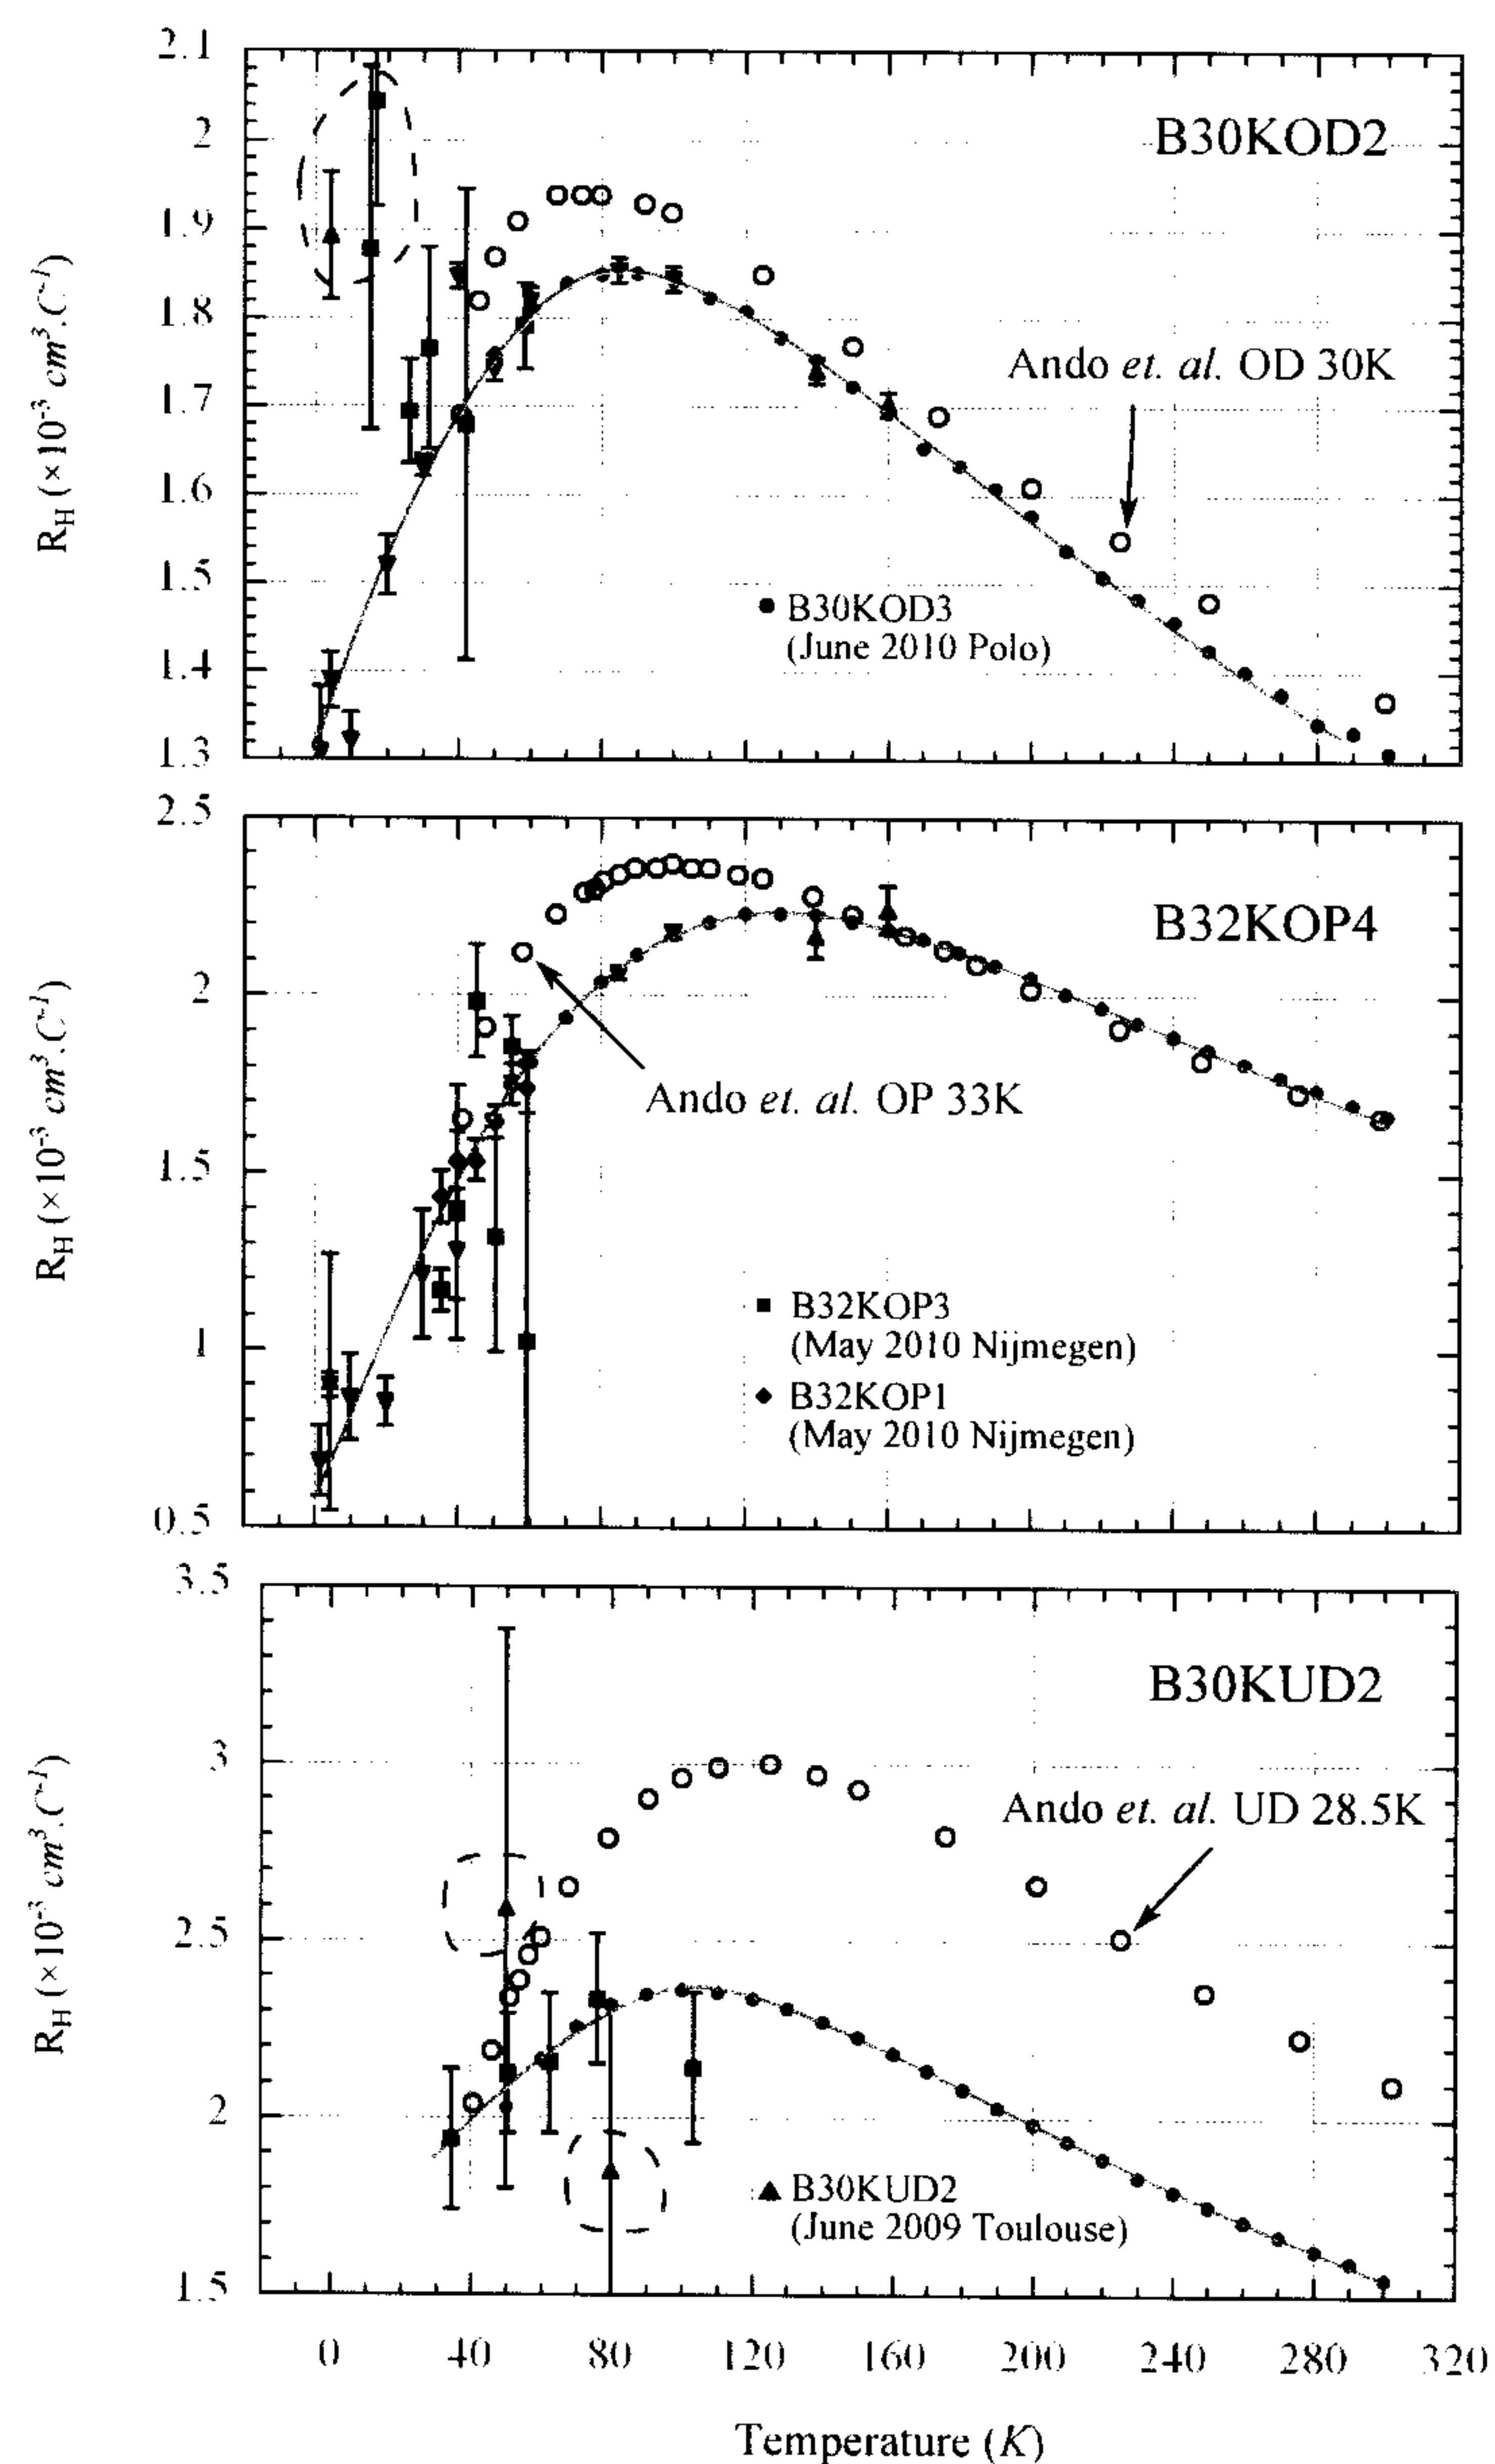 2.1
2
1.9
1.8
1.7
1.6
1.5
1.4
1.3
R_H (×10⁻³ cm³.C⁻¹)
B30KOD2
Ando et. al. OD 30K
B30KOD3
(June 2010 Polo)
2.5
2
1.5
1
0.5
R_H (×10⁻³ cm³.C⁻¹)
B32KOP4
Ando et. al. OP 33K
B32KOP3
(May 2010 Nijmegen)
B32KOP1
(May 2010 Nijmegen)
3.5
3
2.5
2
1.5
R_H (×10⁻³ cm³.C⁻¹)
B30KUD2
Ando et. al. UD 28.5K
B30KUD2
(June 2009 Toulouse)
0 40 80 120 160 200 240 280 320
Temperature (K)